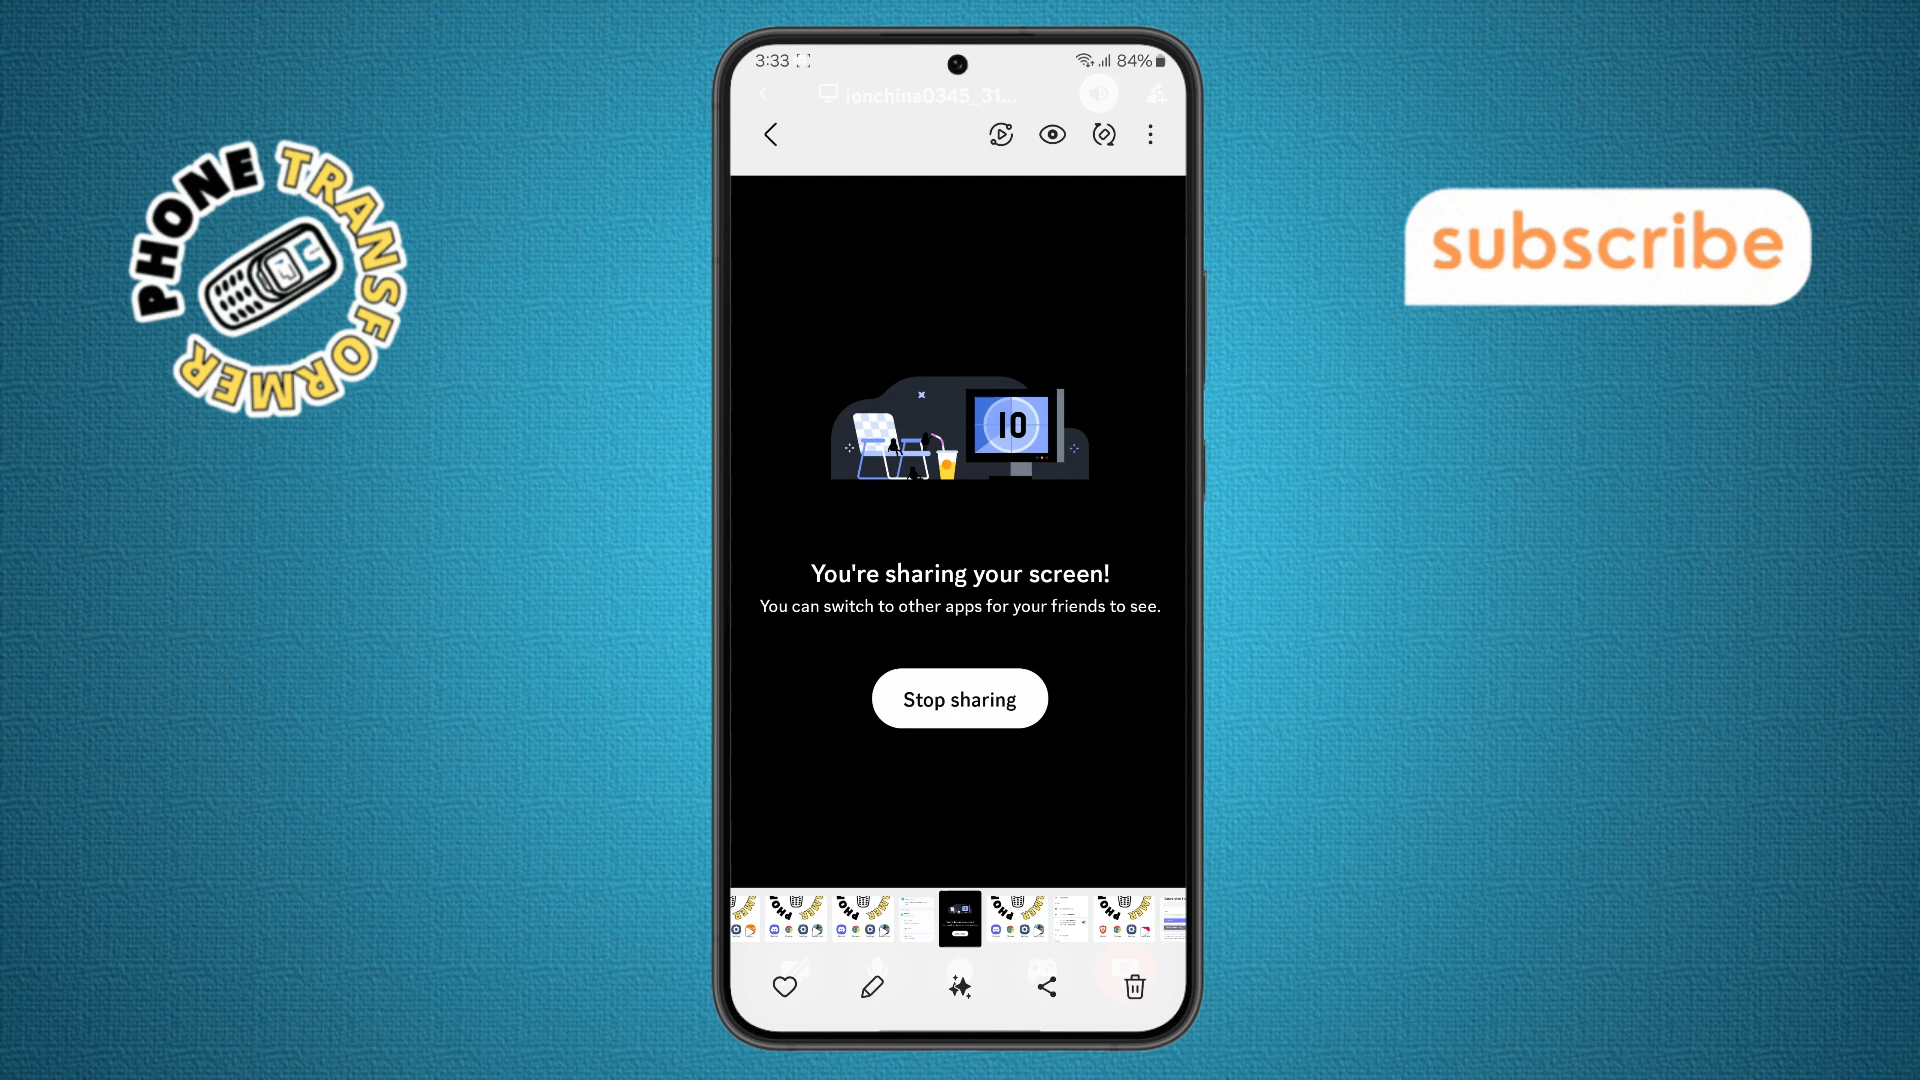 PHONE TRANSFORMER
subscribe
3:33
84%
jonchina0345_31...
10
You're sharing your screen!
You can switch to other apps for your friends to see.
Stop sharing